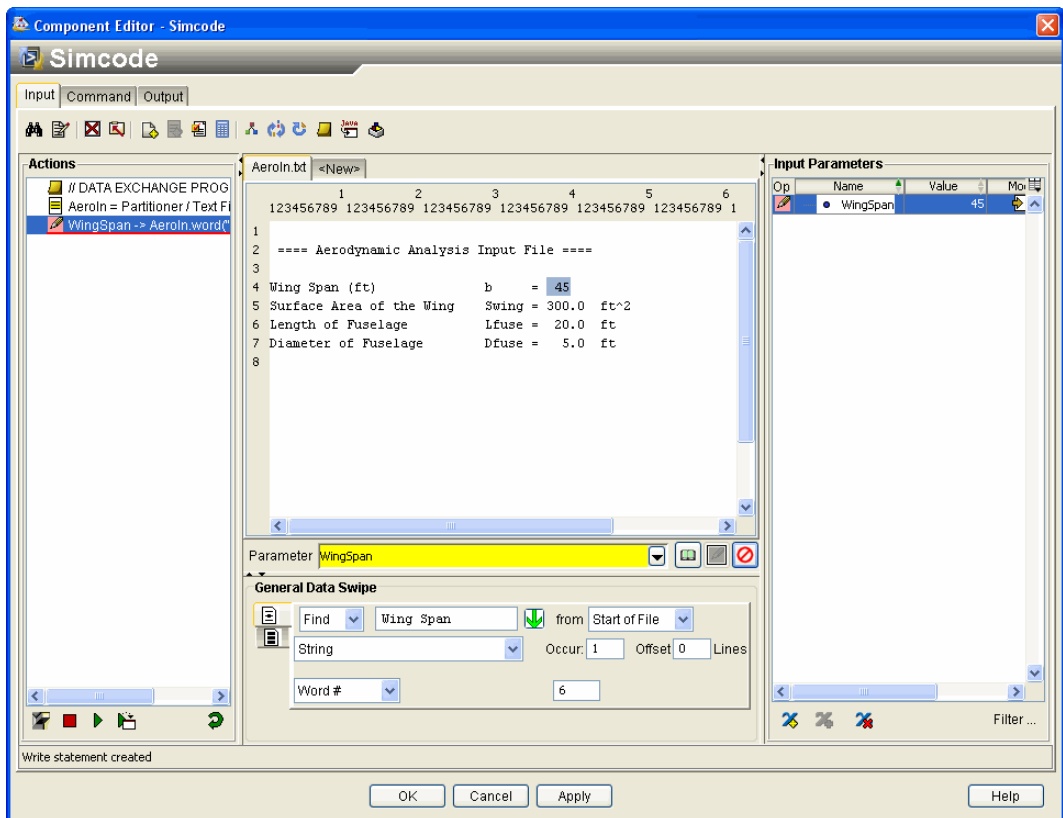 Component Editor - Simcode
Simcode
Input Command Output
Java
Actions
// DATA EXCHANGE PROG
AeroIn = Partitioner / Text Fi
WingSpan -> AeroIn.word("
AeroIn.txt <New>
1 2 3 4 5 6
123456789 123456789 123456789 123456789 123456789 123456789 1
1
2 ==== Aerodynamic Analysis Input File ====
3
4 Wing Span (ft) b = 45
5 Surface Area of the Wing Swing = 300.0 ft^2
6 Length of Fuselage Lfuse = 20.0 ft
7 Diameter of Fuselage Dfuse = 5.0 ft
8
Parameter WingSpan
General Data Swipe
Find Wing Span from Start of File
String Occur: 1 Offset 0 Lines
Word # 6
Input Parameters
Op Name Value Mo
WingSpan 45
Filter ...
Write statement created
OK Cancel Apply Help